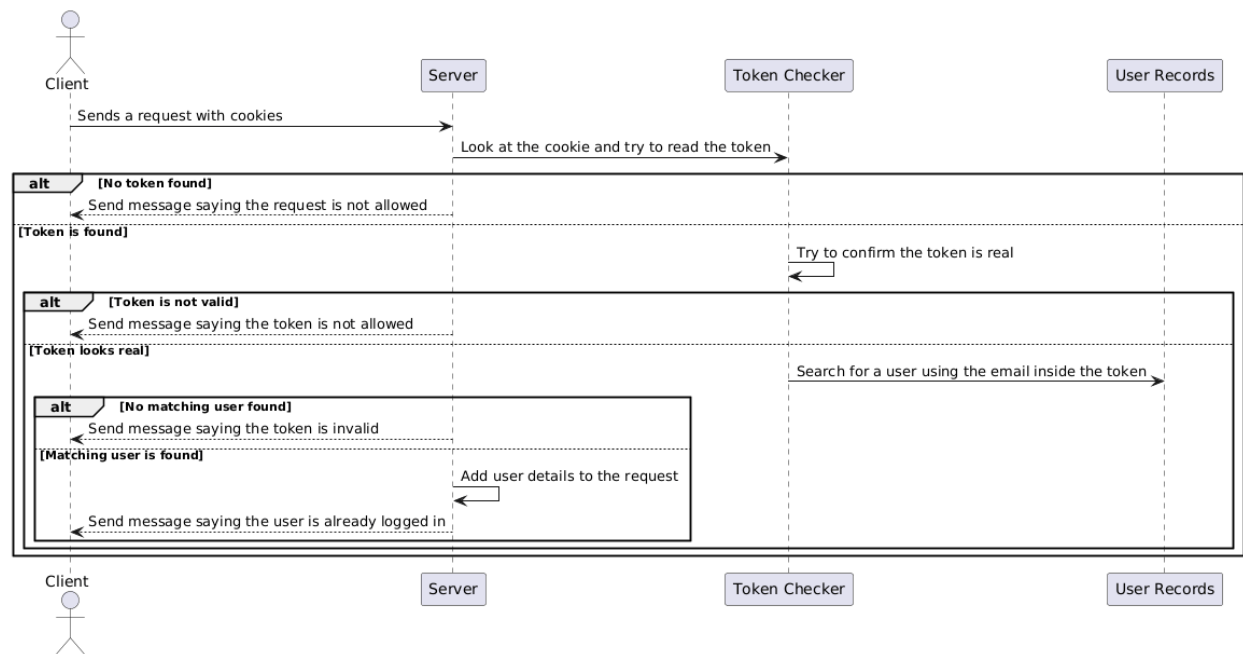 Client
Server
Token Checker
User Records
Sends a request with cookies
Look at the cookie and try to read the token
alt [No token found]
Send message saying the request is not allowed
[Token is found]
Try to confirm the token is real
alt [Token is not valid]
Send message saying the token is not allowed
[Token looks real]
Search for a user using the email inside the token
alt [No matching user found]
Send message saying the token is invalid
[Matching user is found]
Add user details to the request
Send message saying the user is already logged in
Client
Server
Token Checker
User Records